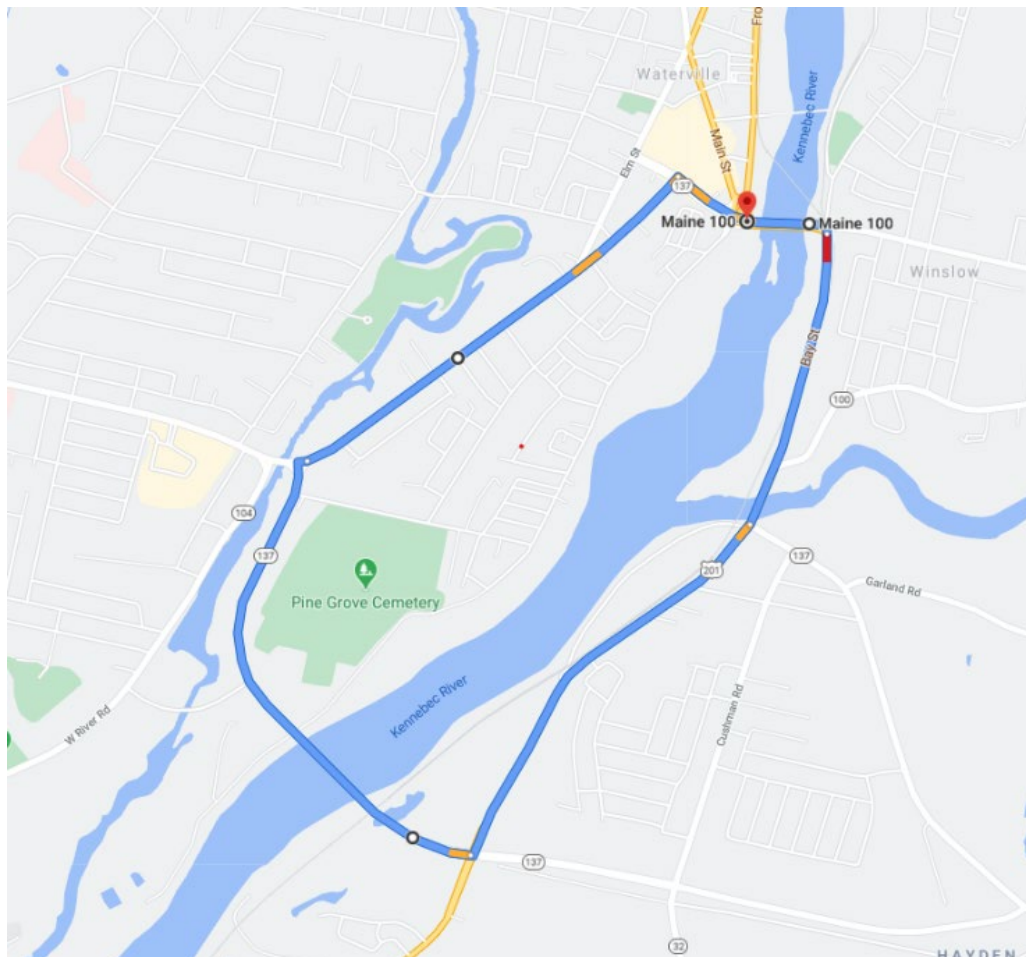 Fro
Waterville
Main St
Kennebec River
Elm St
137
Maine 100
Maine 100
Winslow
Bay St
100
104
137
201
137
Garland Rd
Pine Grove Cemetery
Kennebec River
W River Rd
Cushman Rd
137
32
HAYDEN